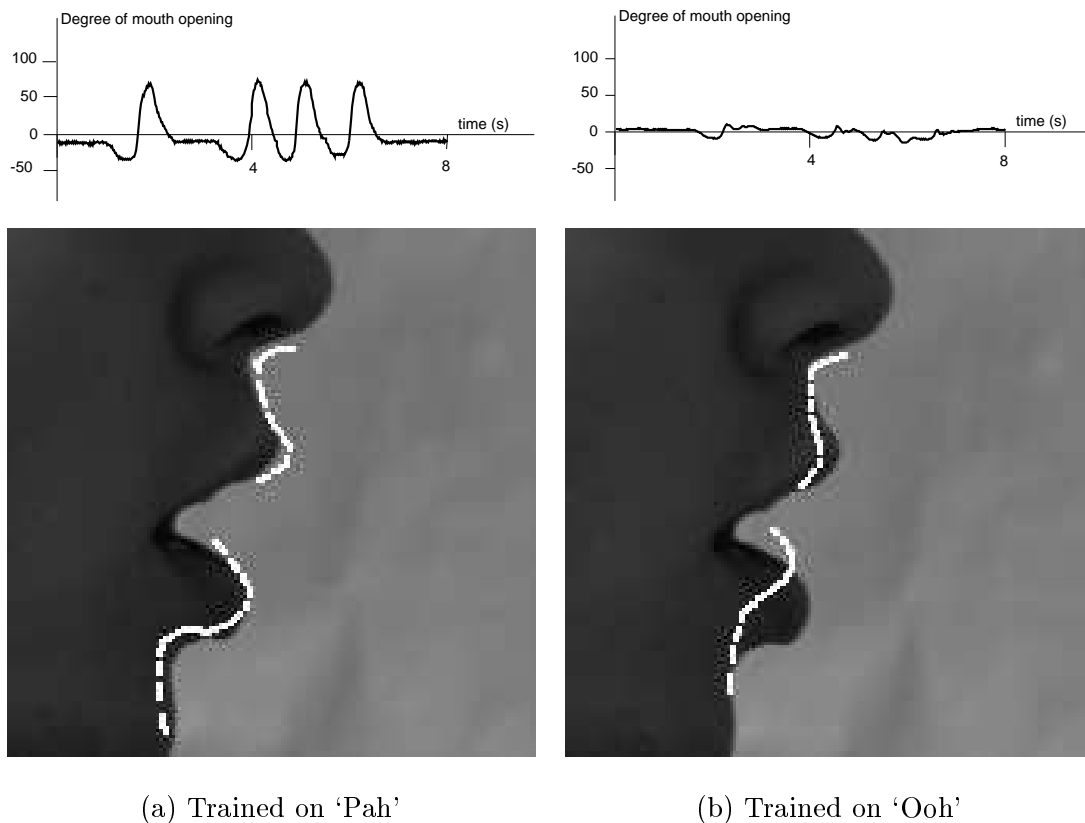 Degree of mouth opening
100
50
0
-50
time (s)
4
8
Degree of mouth opening
100
50
0
-50
time (s)
4
8
(a) Trained on ‘Pah’
(b) Trained on ‘Ooh’